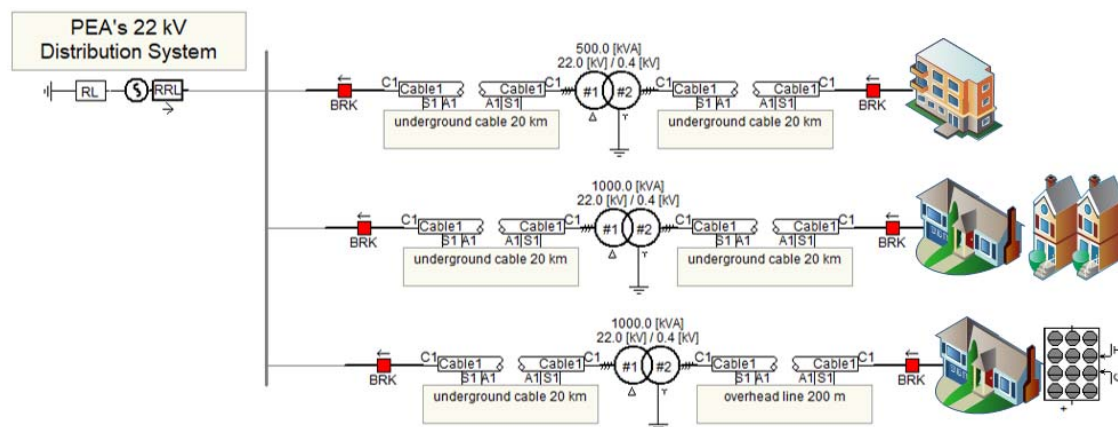 PEA's 22 kV
Distribution System
RL
S
RRL
BRK
C1
Cable1
S1 A1
Cable1
A1 S1
C1
underground cable 20 km
500.0 [kVA]
22.0 [kV] / 0.4 [kV]
#1
#2
Δ
Y
C1
Cable1
S1 A1
Cable1
A1 S1
C1
underground cable 20 km
BRK
BRK
C1
Cable1
S1 A1
Cable1
A1 S1
C1
underground cable 20 km
1000.0 [kVA]
22.0 [kV] / 0.4 [kV]
#1
#2
Δ
Y
C1
Cable1
S1 A1
Cable1
A1 S1
C1
underground cable 20 km
BRK
BRK
C1
Cable1
S1 A1
Cable1
A1 S1
C1
underground cable 20 km
1000.0 [kVA]
22.0 [kV] / 0.4 [kV]
#1
#2
Δ
Y
C1
Cable1
S1 A1
Cable1
A1 S1
C1
overhead line 200 m
BRK
T
G
+